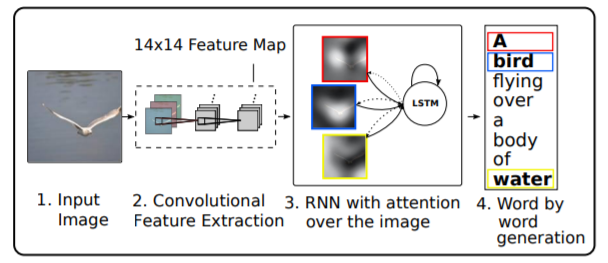 14x14 Feature Map
LSTM
A
bird
flying
over
a
body
of
water
1. Input
Image
2. Convolutional
Feature Extraction
3. RNN with attention
over the image
4. Word by
word
generation